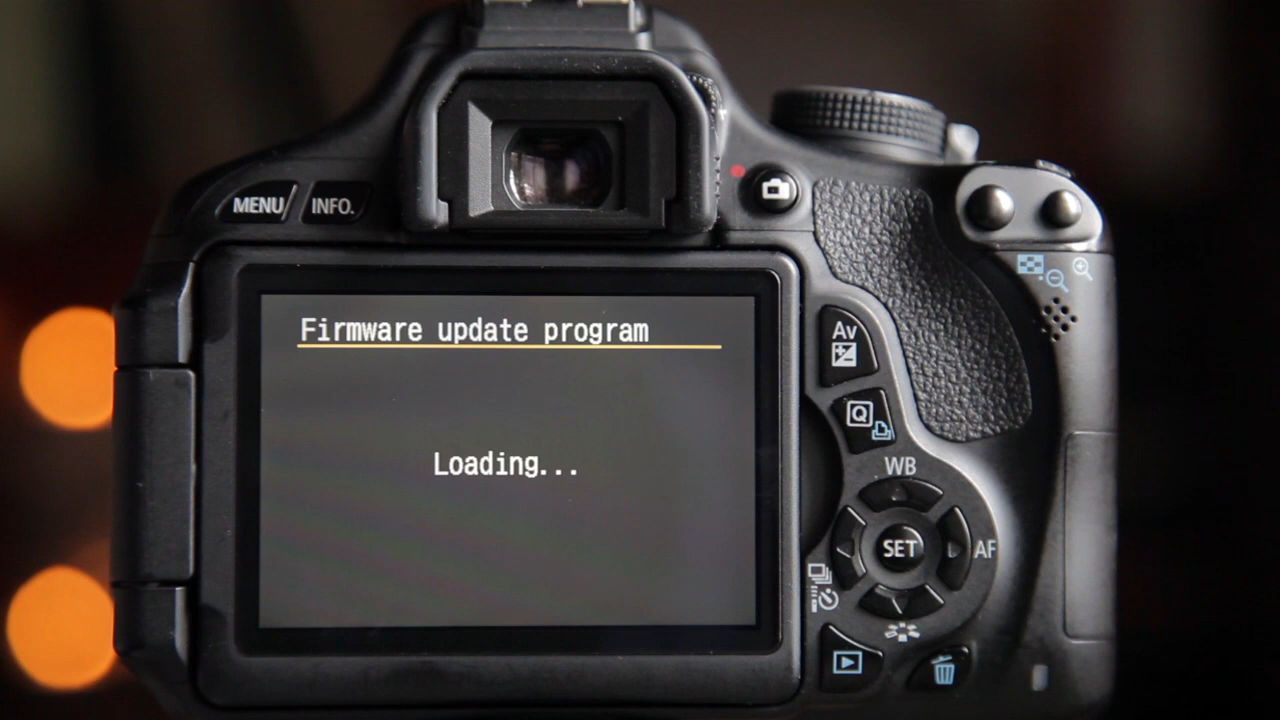 MENU
INFO.
Firmware update program
Loading...
Av
Q
WB
SET
AF